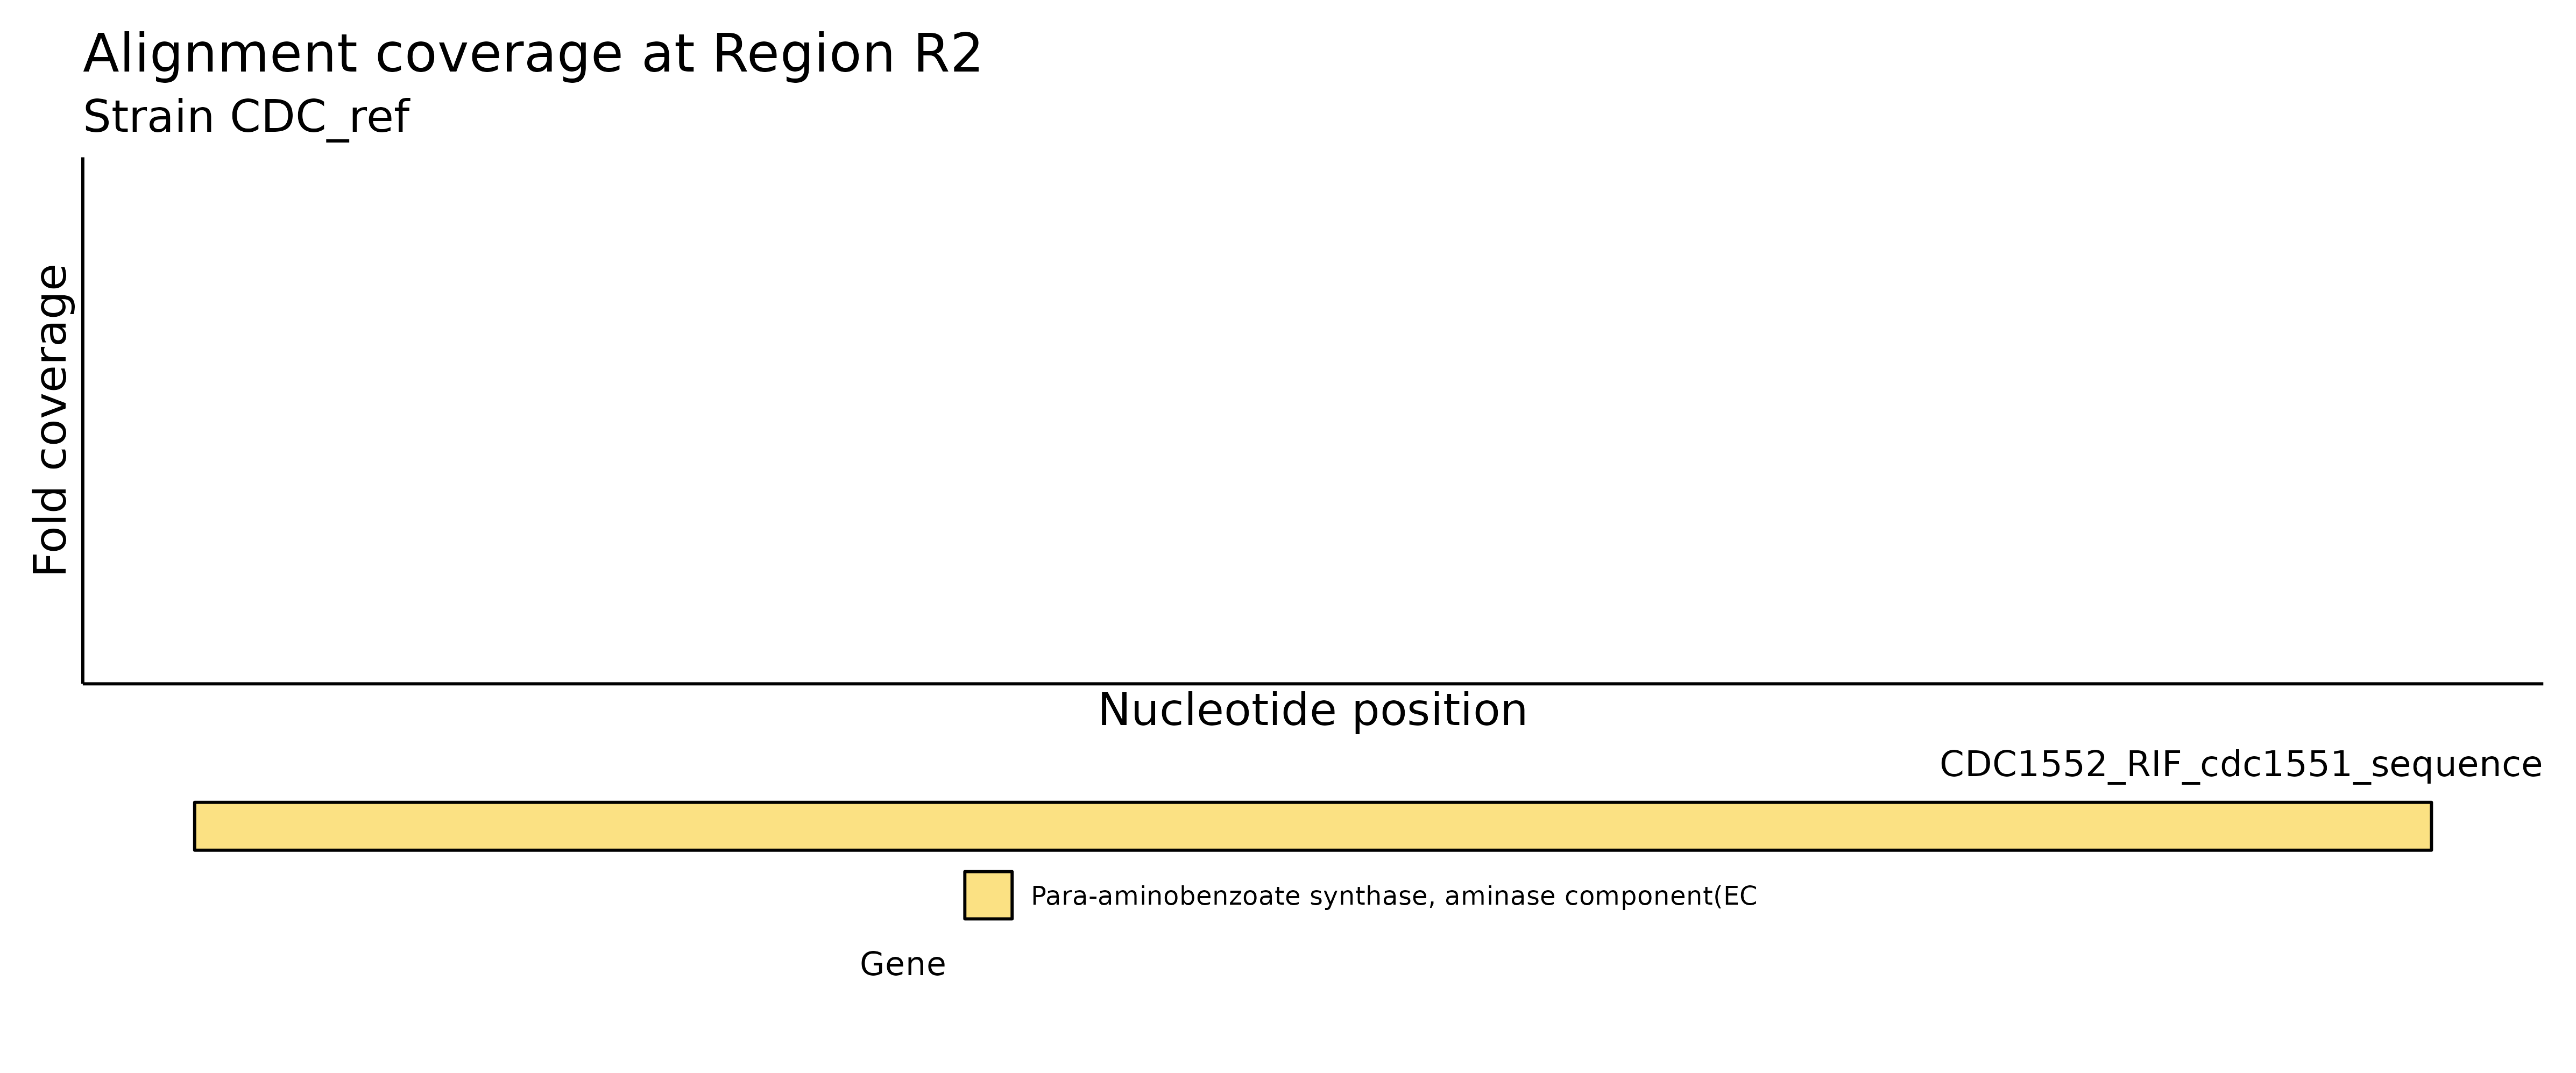 Alignment coverage at Region R2
Strain CDC_ref
Fold coverage
Nucleotide position
CDC1552_RIF_cdc1551_sequence
Para-aminobenzoate synthase, aminase component(EC
Gene